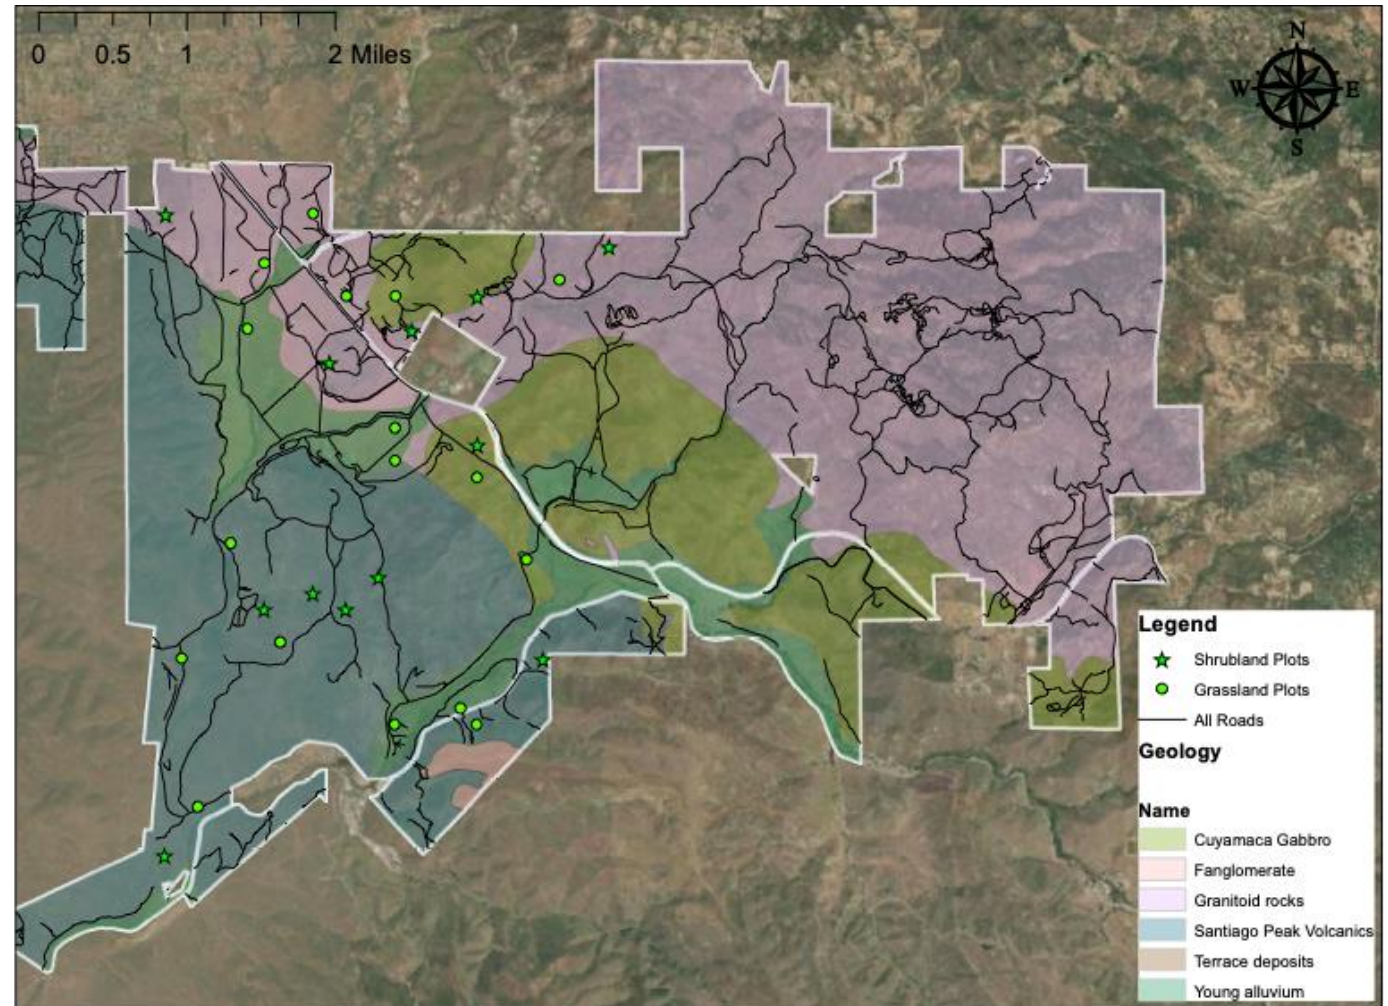 0 0.5 1 2 Miles
N
W E
S
Legend
Shrubland Plots
Grassland Plots
All Roads
Geology
Name
Cuyamaca Gabbro
Fanglomerate
Granitoid rocks
Santiago Peak Volcanics
Terrace deposits
Young alluvium